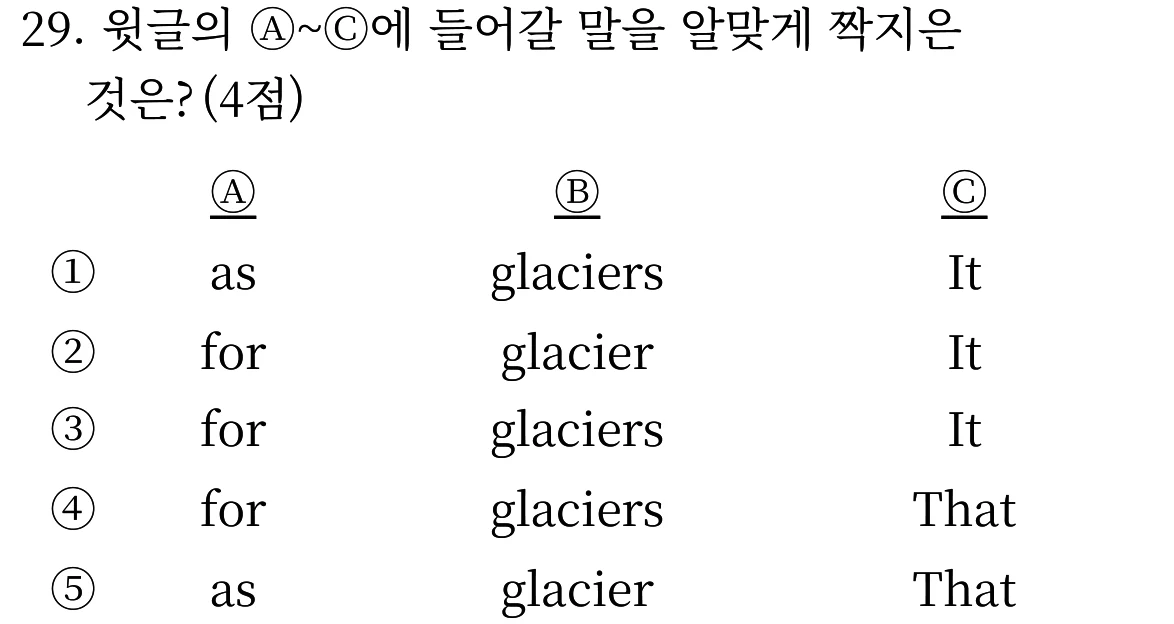 29. 윗글의 Ⓐ~Ⓒ에 들어갈 말을 알맞게 짝지은
것은?(4점)
Ⓐ Ⓑ Ⓒ
① as glaciers It
② for glacier It
③ for glaciers It
④ for glaciers That
⑤ as glacier That